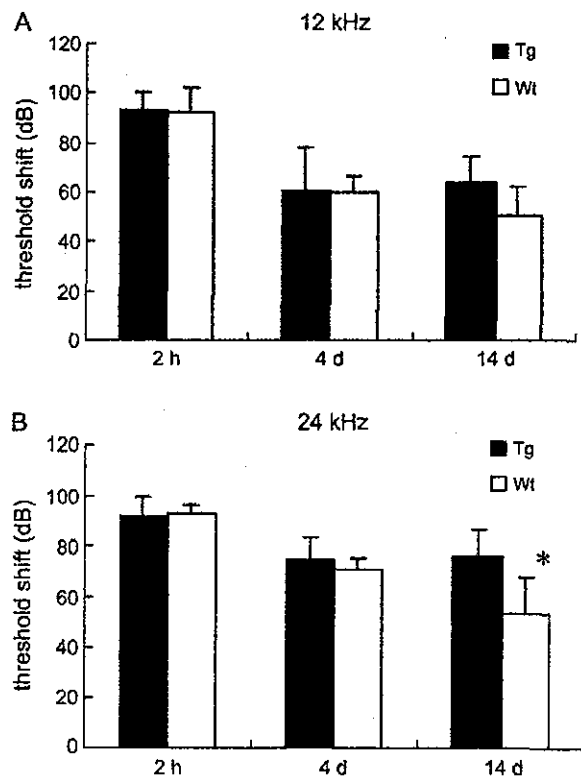 A
12 kHz
Tg
Wt
threshold shift (dB)
120
100
80
60
40
20
0
2 h
4 d
14 d
B
24 kHz
Tg
Wt
threshold shift (dB)
120
100
80
60
40
20
0
*
2 h
4 d
14 d